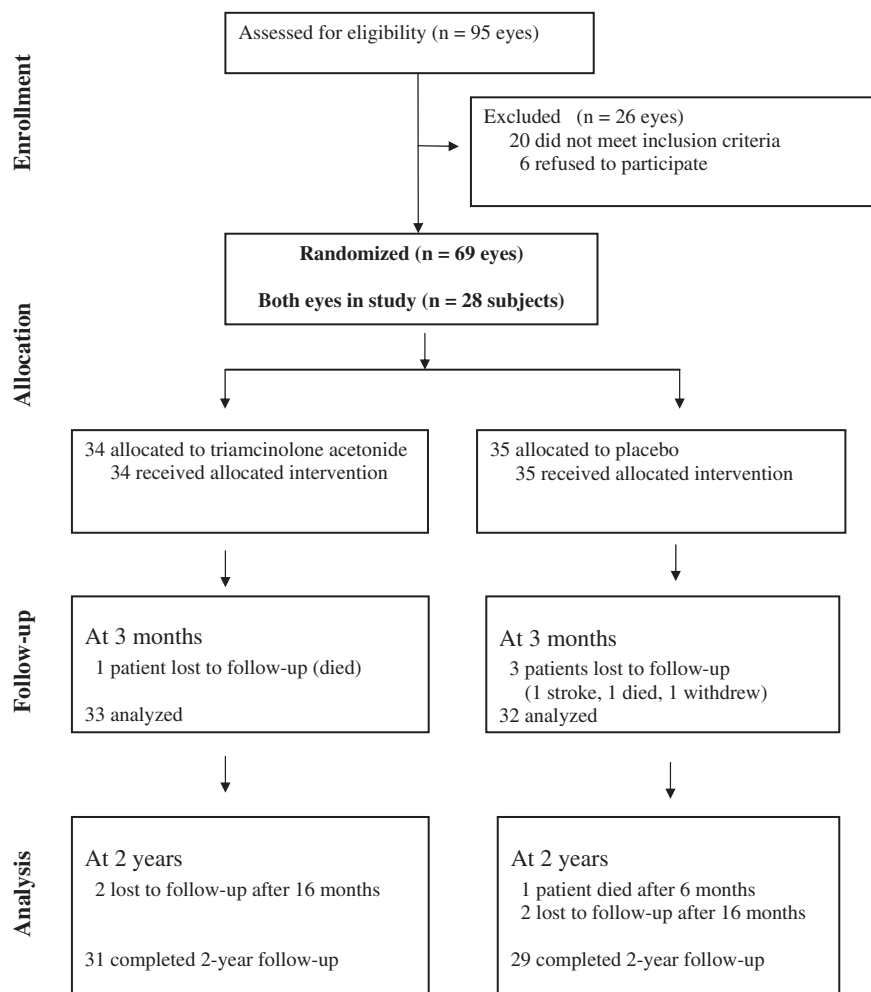 Enrollment
Assessed for eligibility (n = 95 eyes)
Excluded (n = 26 eyes)
20 did not meet inclusion criteria
6 refused to participate
Randomized (n = 69 eyes)
Both eyes in study (n = 28 subjects)
Allocation
34 allocated to triamcinolone acetonide
34 received allocated intervention
35 allocated to placebo
35 received allocated intervention
Follow-up
At 3 months
1 patient lost to follow-up (died)
33 analyzed
At 3 months
3 patients lost to follow-up
(1 stroke, 1 died, 1 withdrew)
32 analyzed
Analysis
At 2 years
2 lost to follow-up after 16 months
31 completed 2-year follow-up
At 2 years
1 patient died after 6 months
2 lost to follow-up after 16 months
29 completed 2-year follow-up